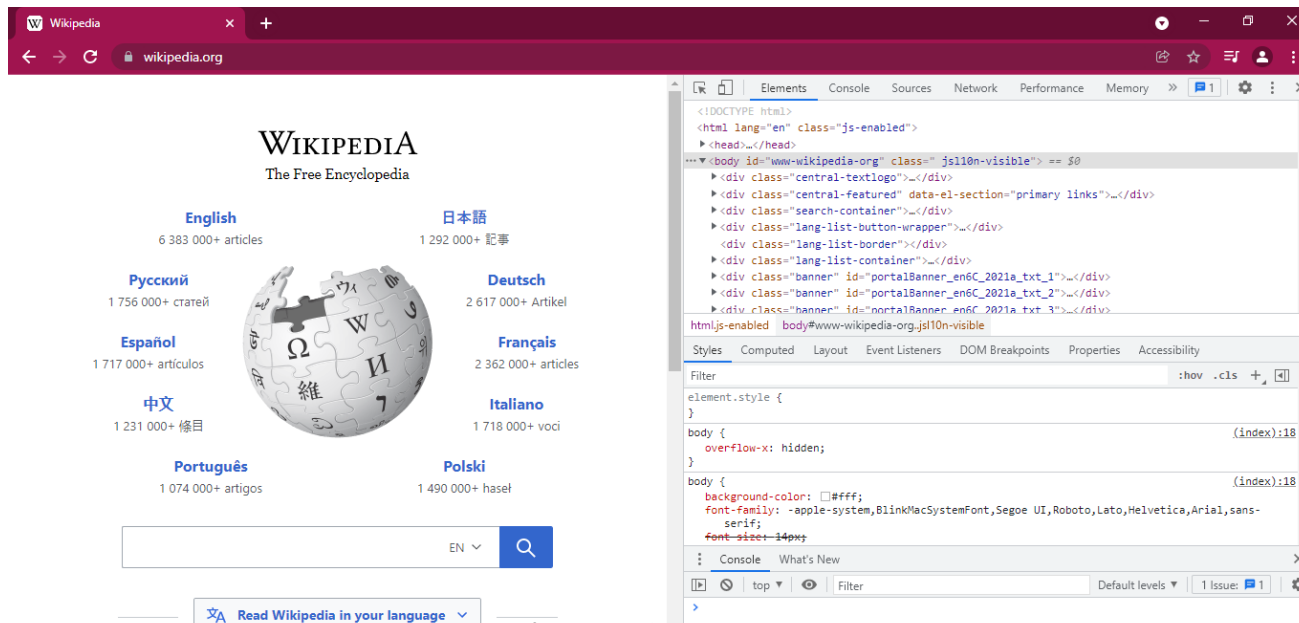 Wikipedia
wikipedia.org
WIKIPEDIA
The Free Encyclopedia
English
6 383 000+ articles
日本語
1 292 000+ 記事
Русский
1 756 000+ статей
Deutsch
2 617 000+ Artikel
Español
1 717 000+ artículos
Français
2 362 000+ articles
中文
1 231 000+ 條目
Italiano
1 718 000+ voci
Português
1 074 000+ artigos
Polski
1 490 000+ haseł
EN
Read Wikipedia in your language
Elements Console Sources Network Performance Memory » 1
<!DOCTYPE html>
<html lang="en" class="js-enabled">
<head>…</head>
<body id="www-wikipedia-org" class=" jsl10n-visible"> == $0
<div class="central-textlogo">…</div>
<div class="central-featured" data-el-section="primary links">…</div>
<div class="search-container">…</div>
<div class="lang-list-button-wrapper">…</div>
<div class="lang-list-border"></div>
<div class="lang-list-container">…</div>
<div class="banner" id="portalBanner_en6C_2021a_txt_1">…</div>
<div class="banner" id="portalBanner_en6C_2021a_txt_2">…</div>
<div class="banner" id="portalBanner_en6C_2021a_txt_3">…</div>
html.js-enabled body#www-wikipedia-org.jsl10n-visible
Styles Computed Layout Event Listeners DOM Breakpoints Properties Accessibility
Filter :hov .cls +
element.style {
}
body { (index):18
overflow-x: hidden;
}
body { (index):18
background-color: #fff;
font-family: -apple-system,BlinkMacSystemFont,Segoe UI,Roboto,Lato,Helvetica,Arial,sans-
serif;
font-size: 14px;
Console What's New
top Filter Default levels 1 Issue: 1